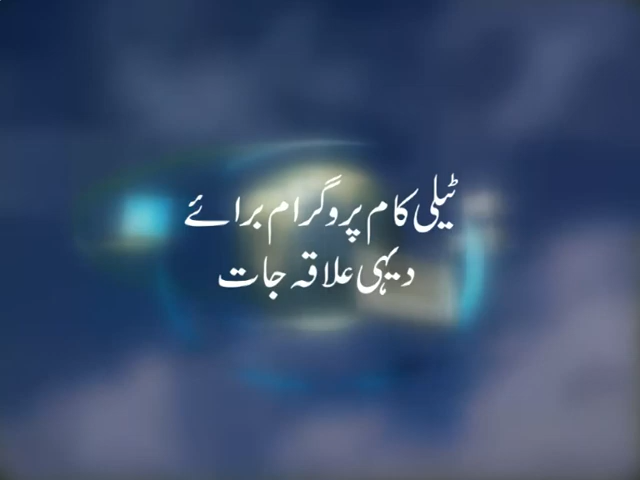 ٹیلی کام پروگرام برائے
دیہی علاقہ جات